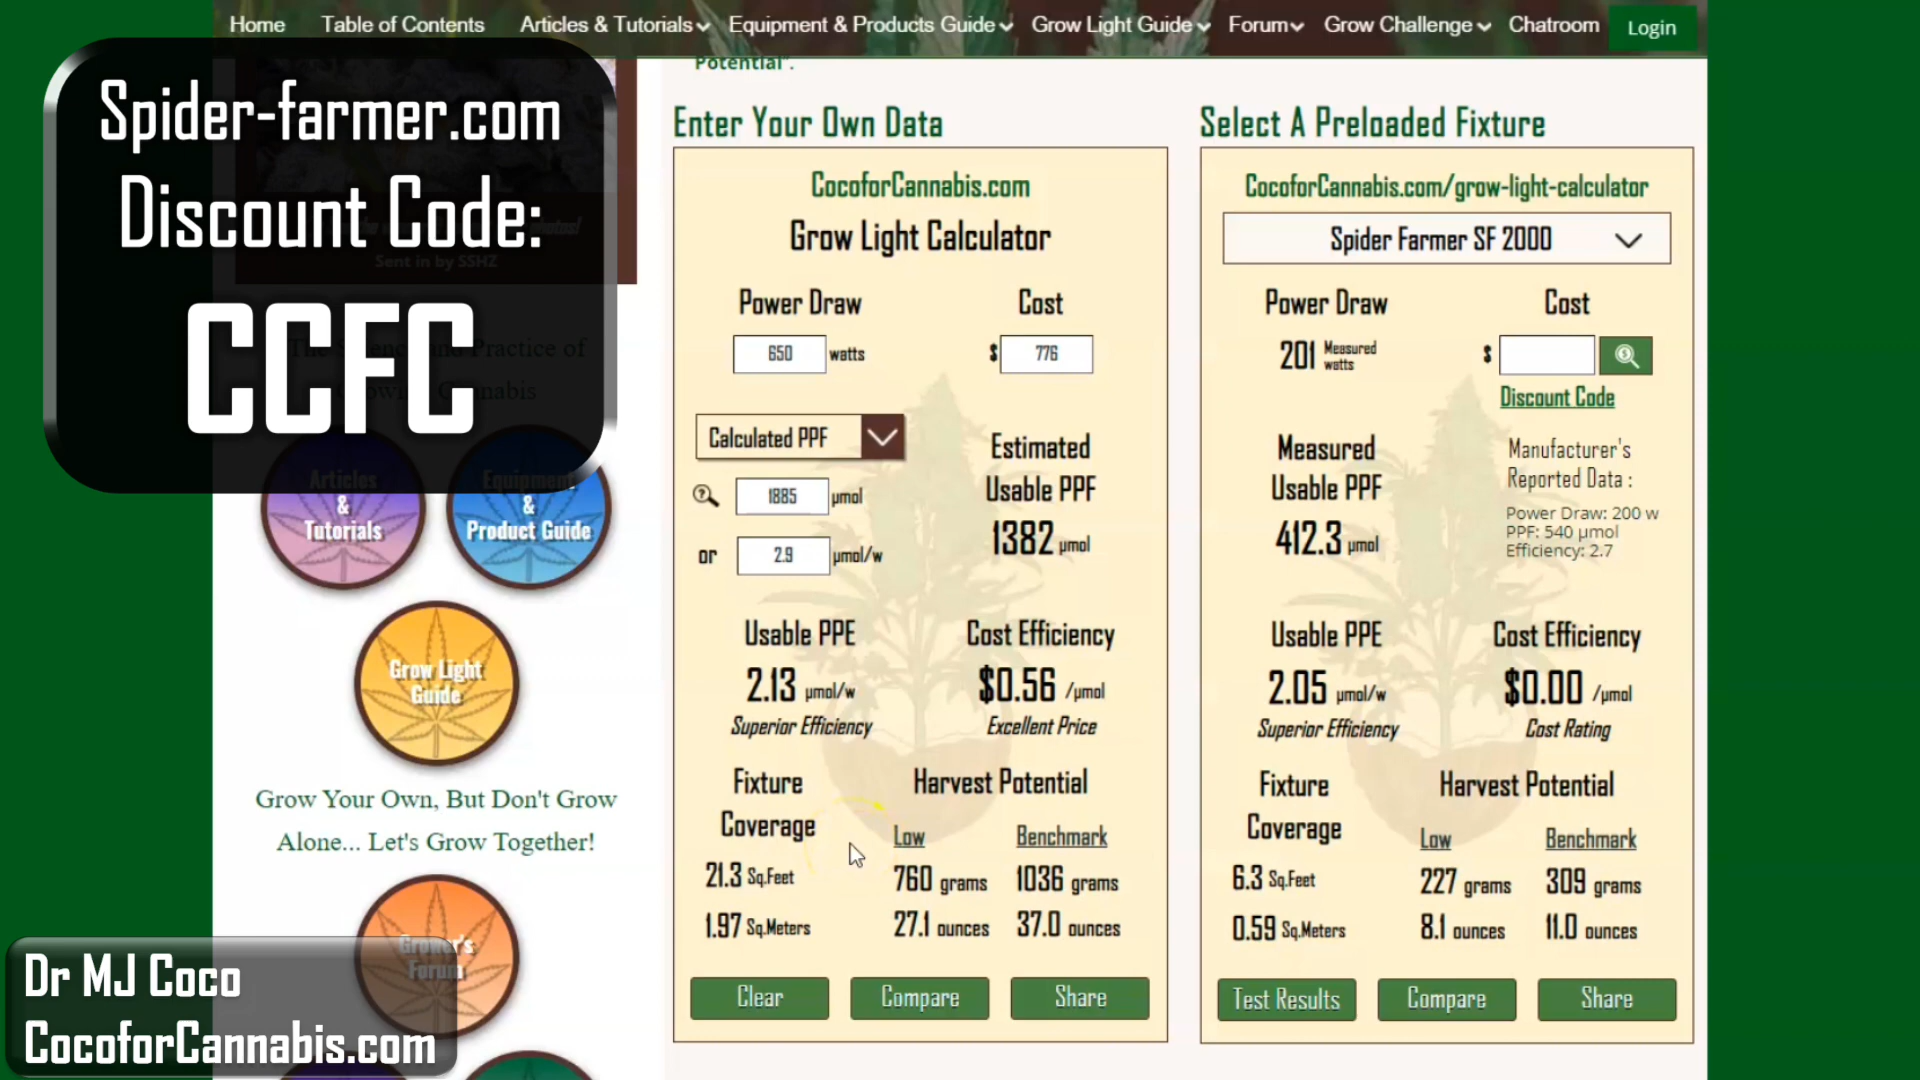 Home
Table of Contents
Articles & Tutorials
Equipment & Products Guide
Grow Light Guide
Forum
Grow Challenge
Chatroom
Login
Potential".
Spider-farmer.com
Discount Code:
CCFC
Sent in by SSHZ
Practice of
Articles
&
Tutorials
Equipment
&
Product Guide
Grow Light
Guide
Grow Your Own, But Don't Grow
Alone... Let's Grow Together!
Grower's
Forum
Dr MJ Coco
CocoforCannabis.com
Enter Your Own Data
CocoforCannabis.com
Grow Light Calculator
Power Draw
Cost
650 watts
$ 776
Calculated PPF
Estimated
Usable PPF
1885 µmol
1382 µmol
or 2.9 µmol/w
Usable PPE
Cost Efficiency
2.13 µmol/w
$0.56 /µmol
Superior Efficiency
Excellent Price
Fixture
Coverage
Harvest Potential
Low
Benchmark
21.3 Sq.Feet
760 grams
1036 grams
1.97 Sq.Meters
27.1 ounces
37.0 ounces
Clear
Compare
Share
Select A Preloaded Fixture
CocoforCannabis.com/grow-light-calculator
Spider Farmer SF 2000
Power Draw
Cost
201 Measured
watts
$
Discount Code
Measured
Usable PPF
412.3 µmol
Manufacturer's
Reported Data :
Power Draw: 200 w
PPF: 540 µmol
Efficiency: 2.7
Usable PPE
Cost Efficiency
2.05 µmol/w
$0.00 /µmol
Superior Efficiency
Cost Rating
Fixture
Coverage
Harvest Potential
Low
Benchmark
6.3 Sq.Feet
227 grams
309 grams
0.59 Sq.Meters
8.1 ounces
11.0 ounces
Test Results
Compare
Share